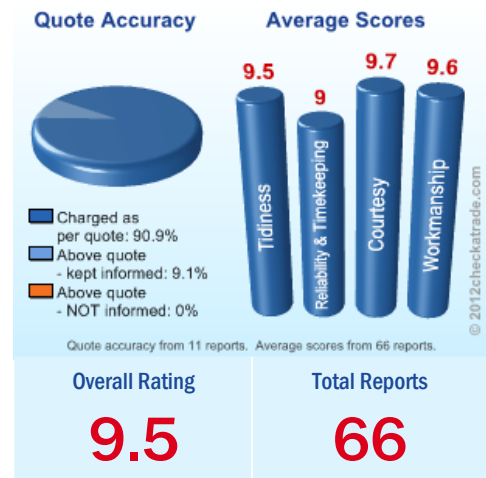 Quote Accuracy
Average Scores
9.5
9
9.7
9.6
Tidiness
Reliability & Timekeeping
Courtesy
Workmanship
Charged as
per quote: 90.9%
Above quote
- kept informed: 9.1%
Above quote
- NOT informed: 0%
© 2012checkatrade.com
Quote accuracy from 11 reports. Average scores from 66 reports.
Overall Rating
Total Reports
9.5
66